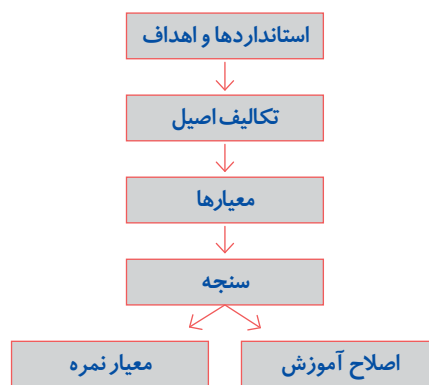 استانداردها و اهداف
تکالیف اصیل
معیارها
سنجه
اصلاح آموزش
معیار نمره